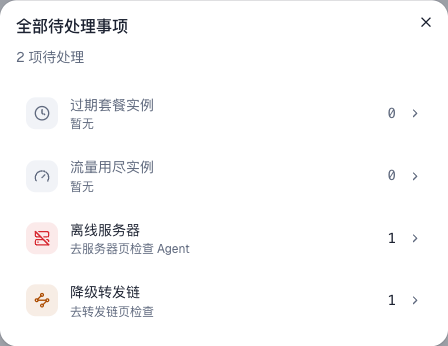 全部待处理事项
2 项待处理
过期套餐实例
暂无
0
流量用尽实例
暂无
0
离线服务器
去服务器页检查 Agent
1
降级转发链
去转发链页检查
1